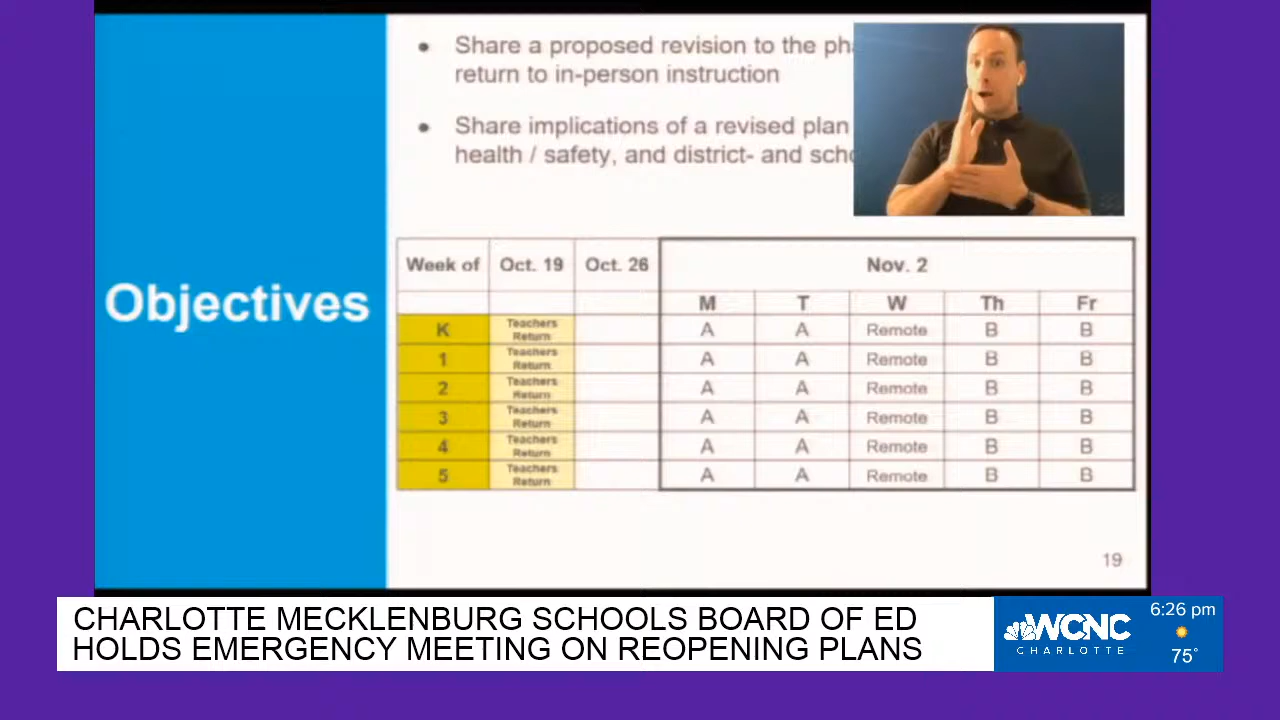 Share a proposed revision to the
return to in-person instruction
Share implications of a revised plan
health / safety, and district- and
Objectives
Week of Oct. 19 Oct. 26 Nov. 2
M T W Th Fr
K Teachers Return A A Remote B B
1 Teachers Return A A Remote B B
2 Teachers Return A A Remote B B
3 Teachers Return A A Remote B B
4 Teachers Return A A Remote B B
5 Teachers Return A A Remote B B
19
CHARLOTTE MECKLENBURG SCHOOLS BOARD OF ED
HOLDS EMERGENCY MEETING ON REOPENING PLANS
WCNC
CHARLOTTE
6:26 pm
75°